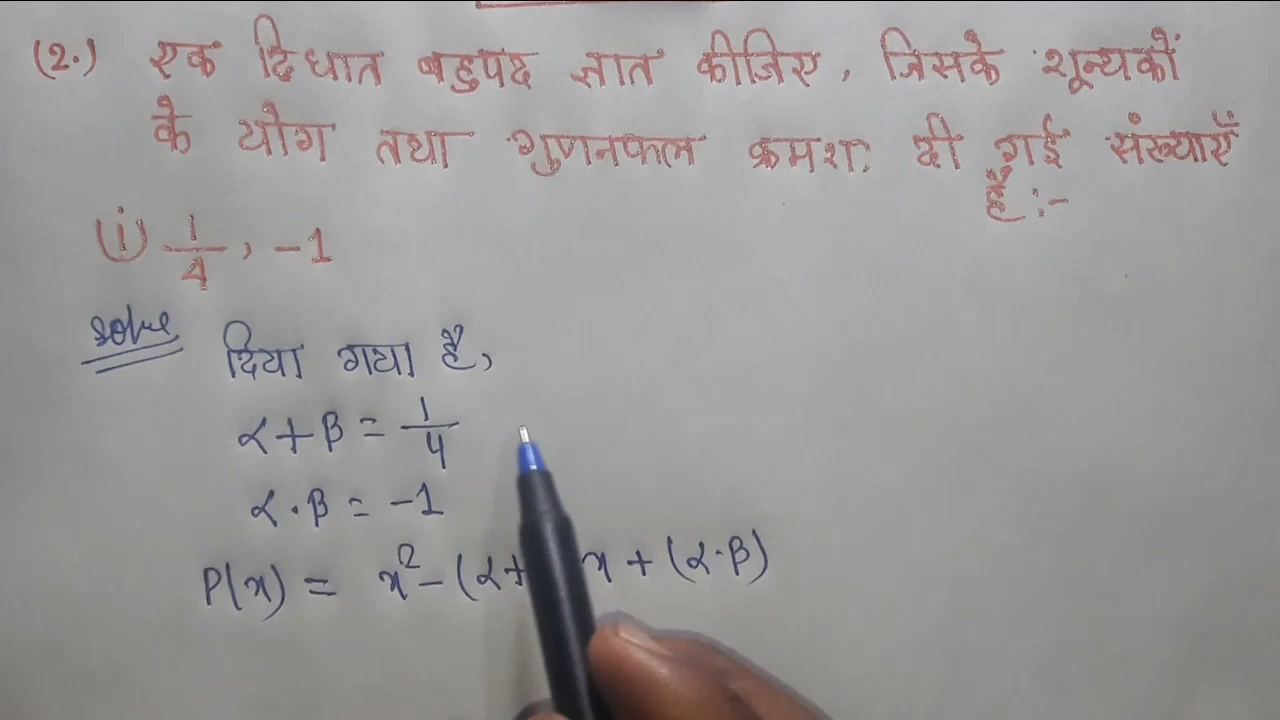 (2.) एक द्विघात बहुपद ज्ञात कीजिए, जिसके शून्यकों
के योग तथा गुणनफल क्रमशः दी गई संख्याएँ
हैं:-
(i) 1/4, -1
solve
दिया गया है,
α+β = 1/4
α·β = -1
P(x) = x² - (α+ x + (α·β)